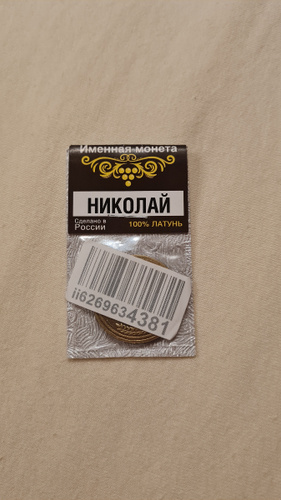 Именная монета
НИКОЛАЙ
Сделано в
России
100% ЛАТУНЬ
ii6269634381